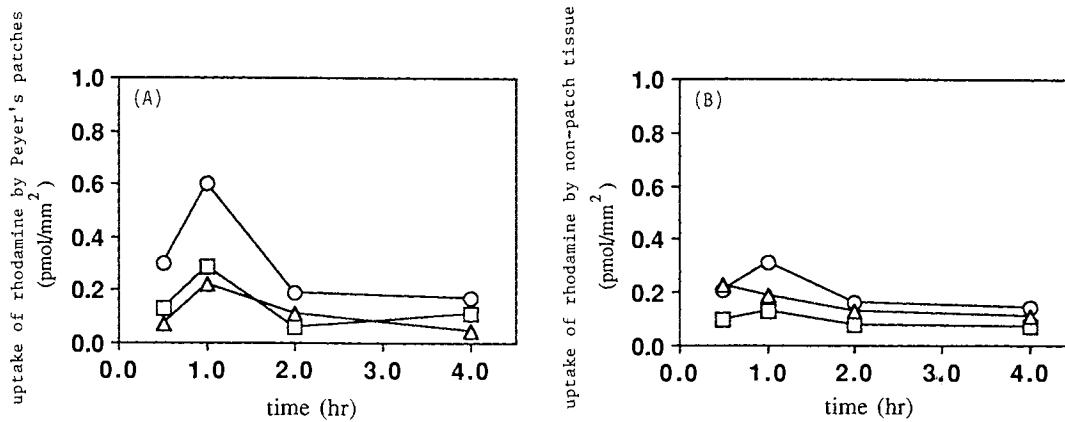 uptake of rhodamine by Peyer's patches
(pmol/mm²)
(A)
1.0
0.8
0.6
0.4
0.2
0.0
0.0 1.0 2.0 3.0 4.0
time (hr)
uptake of rhodamine by non-patch tissue
(pmol/mm²)
(B)
1.0
0.8
0.6
0.4
0.2
0.0
0.0 1.0 2.0 3.0 4.0
time (hr)